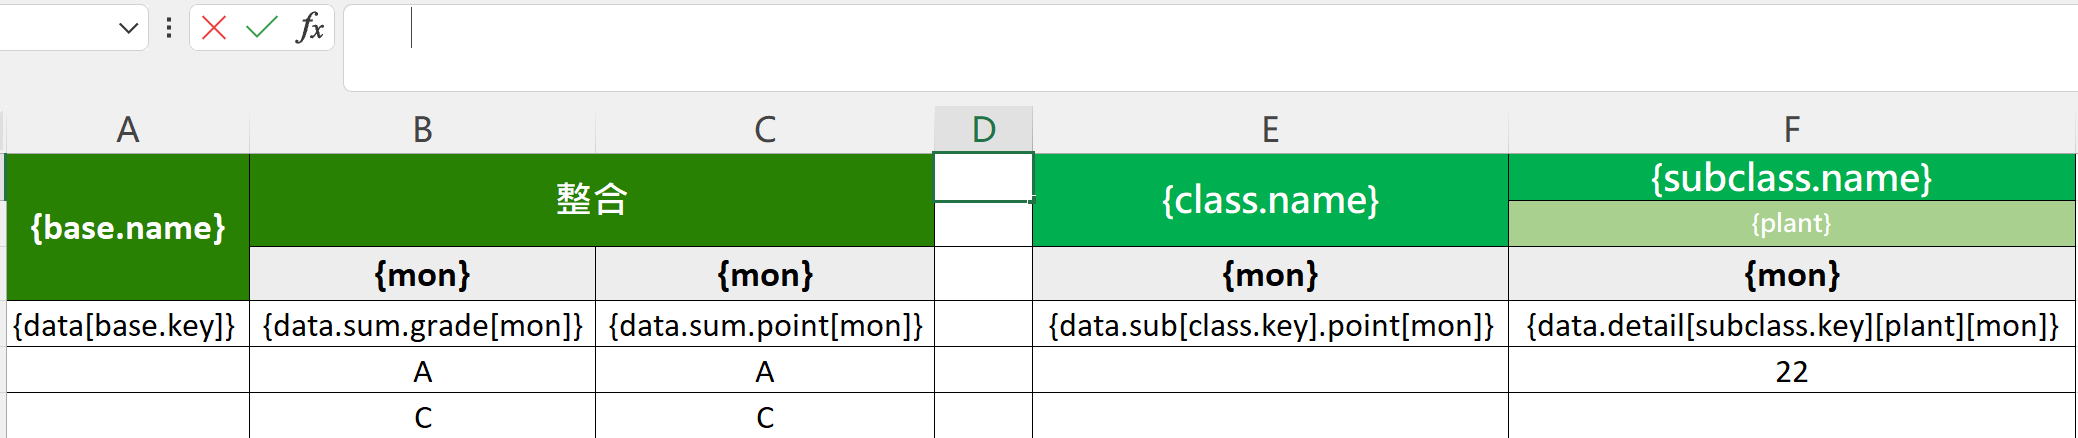 fx
A B C D E F
{base.name} 整合 {class.name} {subclass.name}
{plant}
{mon} {mon} {mon} {mon}
{data[base.key]} {data.sum.grade[mon]} {data.sum.point[mon]} {data.sub[class.key].point[mon]} {data.detail[subclass.key][plant][mon]}
A A 22
C C